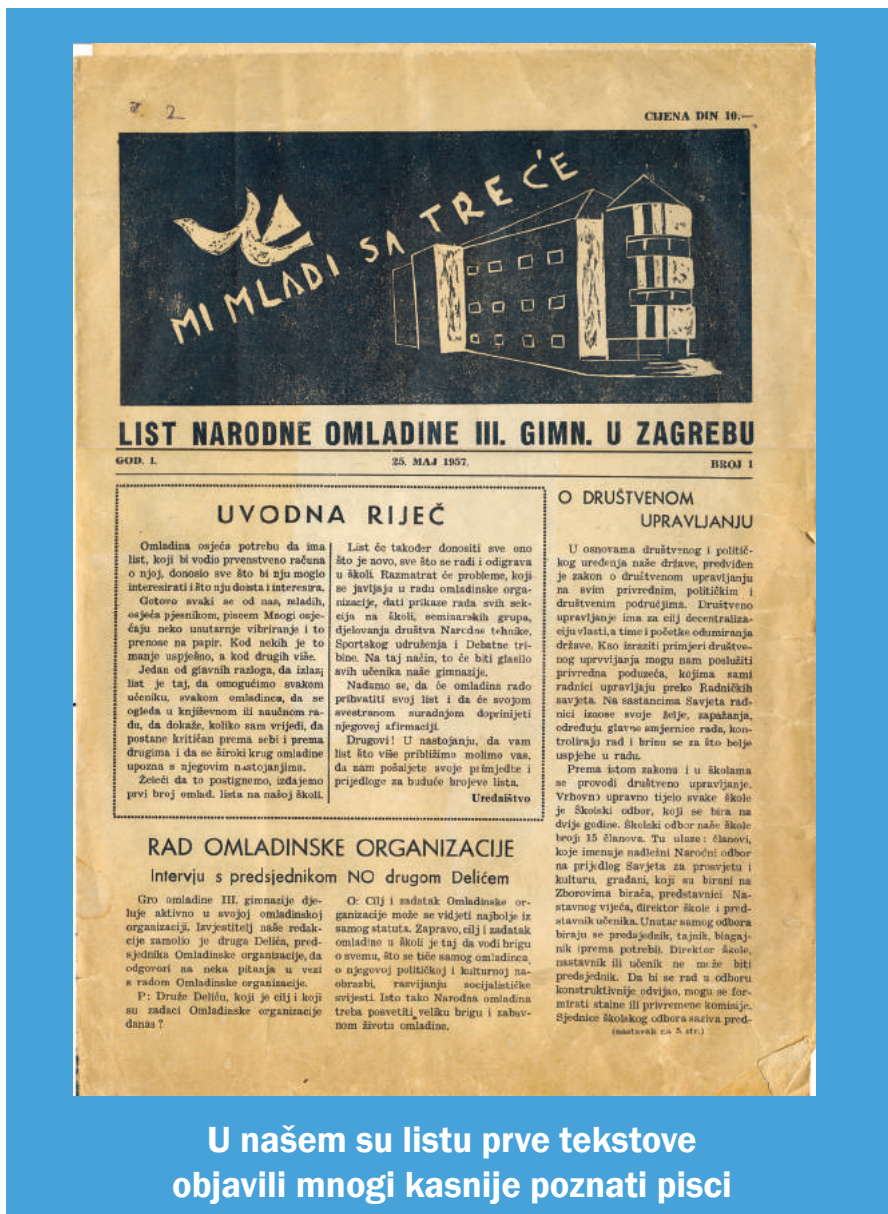 2
CIJENA DIN 10.—
MI MLADI SA TREĆE
LIST NARODNE OMLADINE III. GIMN. U ZAGREBU
GOD. I.
25. MAJ 1957.
BROJ 1
UVODNA RIJEČ
Omladina osjeća potrebu da ima
list, koji bi vodio prvenstveno računa
o njoj, donosio sve što bi nju moglo
interesirati i što nju doista i interesira.
Gotovo svaki se od nas, mladih,
osjeća pjesnikom, piscem Mnogi osje-
ćaju neko unutarnje vibriranje i to
prenose na papir. Kod nekih je to
manje uspješno, a kod drugih više.
Jedan od glavnih razloga, da izlazi
list je taj, da omogućimo svakom
učeniku, svakom omladincu, da se
ogleda u književnom ili naučnom ra-
du, da dokaže, koliko sam vrijedi, da
postane kritičan prema sebi i prema
drugima i da se široki krug omladine
upozna s njegovim nastojanjima.
Želeći da to postignemo, izdajemo
prvi broj omlad. lista na našoj školi.
List će također donositi sve ono
što je novo, sve što se radi i odigrava
u školi. Razmatrat će probleme, koji
se javljaju u radu omladinske orga-
nizacije, dati prikaze rada svih sek-
cija na školi, seminarskih grupa,
djelovanja društva Narodne tehnike,
Sportskog udruženja i Debatne tri-
bine. Na taj način, to će biti glasilo
svih učenika naše gimnazije.
Nadamo se, da će omladina rado
prihvatiti svoj list i da će svojom
svestranom suradnjom doprinijeti
njegovoj afirmaciji.
Drugovi! U nastojanju, da vam
list što više približimo molimo vas,
da nam pošaljete svoje primjedbe i
prijedloge za buduće brojeve lista.
Uredništvo
RAD OMLADINSKE ORGANIZACIJE
Intervju s predsjednikom NO drugom Delićem
Gro omladine III. gimnazije dje-
luje aktivno u svojoj omladinskoj
organizaciji. Izvjestitelj naše redak-
cije zamolio je druga Delića, pred-
sjednika Omladinske organizacije, da
odgovori na neka pitanja u vezi
s radom Omladinske organizacije.
P: Druže Deliću, koji je cilj i koji
su zadaci Omladinske organizacije
danas?
O: Cilj i zadatak Omladinske or-
ganizacije može se vidjeti najbolje iz
samog statuta. Zapravo, cilj i zadatak
omladine u školi je taj da vodi brigu
o svemu, što se tiče samog omladinca,
o njegovoj političkoj i kulturnoj na-
obrazbi, razvijanju socijalističke
svijesti. Isto tako Narodna omladina
treba posvetiti veliku brigu i zabav-
nom životu omladine.
O DRUŠTVENOM
UPRAVLJANJU
U osnovama društvenog i politič-
kog uređenja naše države, predviđen
je zakon o društvenom upravljanju
na svim privrednim, političkim i
društvenim područjima. Društveno
upravljanje ima za cilj decentraliza-
ciju vlasti, a time i početke odumiranja
države. Kao izraziti primjeri društve-
nog uprvvijanja mogu nam poslužiti
privredna poduzeća, kojima sami
radnici upravljaju preko Radničkih
savjeta. Na sastancima Savjeta rad-
nici iznose svoje želje, zapažanja,
određuju glavne smjernice rada, kon-
troliraju rad i brinu se za što bolje
uspjehe u radu.
Prema istom zakonu i u školama
se provodi društveno upravljanje.
Vrhovno upravno tijelo svake škole
je Školski odbor, koji se bira na
dvije godine. Školski odbor naše škole
broji 15 članova. Tu ulaze: članovi,
koje imenuje nadležni Narodni odbor
na prijedlog Savjeta za prosvjetu i
kulturu, građani, koji su birani na
Zborovima birača, predstavnici Na-
stavnog vijeća, direktor škole i pred-
stavnik učenika. Unutar samog odbora
biraju se predsjednik, tajnik, blagaj-
nik (prema potrebi). Direktor škole,
nastavnik ili učenik ne može biti
predsjednik. Da bi se rad u odboru
konstruktivnije odvijao, mogu se for-
mirati stalne ili privremene komisije.
Sjednice školskog odbora saziva pred-
(nastavak na 5. str.)
U našem su listu prve tekstove
objavili mnogi kasnije poznati pisci